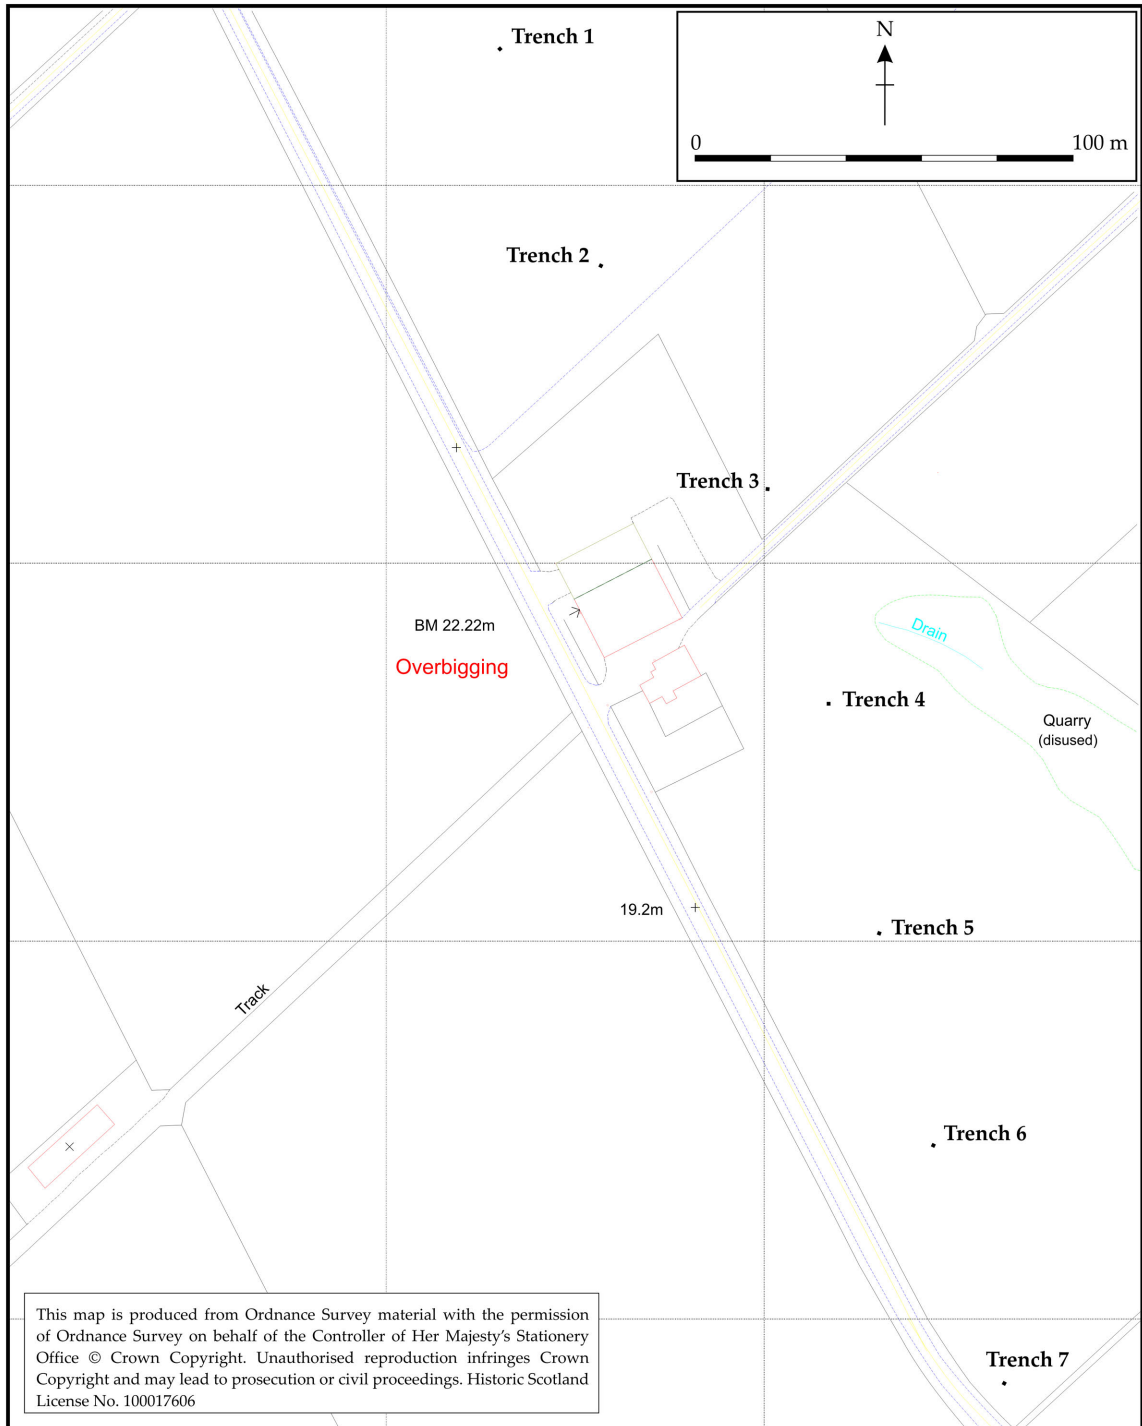 Trench 1
N
0
100 m
Trench 2
Trench 3
BM 22.22m
Overbigging
Drain
Trench 4
Quarry
(disused)
19.2m
Trench 5
Track
Trench 6
This map is produced from Ordnance Survey material with the permission
of Ordnance Survey on behalf of the Controller of Her Majesty's Stationery
Office © Crown Copyright. Unauthorised reproduction infringes Crown
Copyright and may lead to prosecution or civil proceedings. Historic Scotland
License No. 100017606
Trench 7